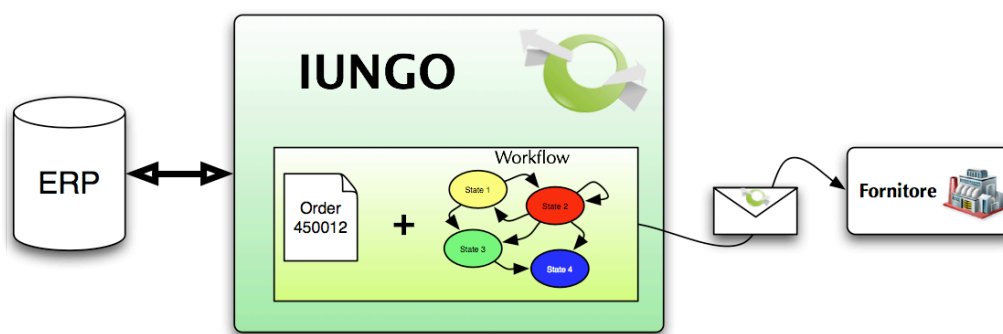 IUNGO
ERP
Workflow
Order
450012
+
State 1
State 2
State 3
State 4
Fornitore